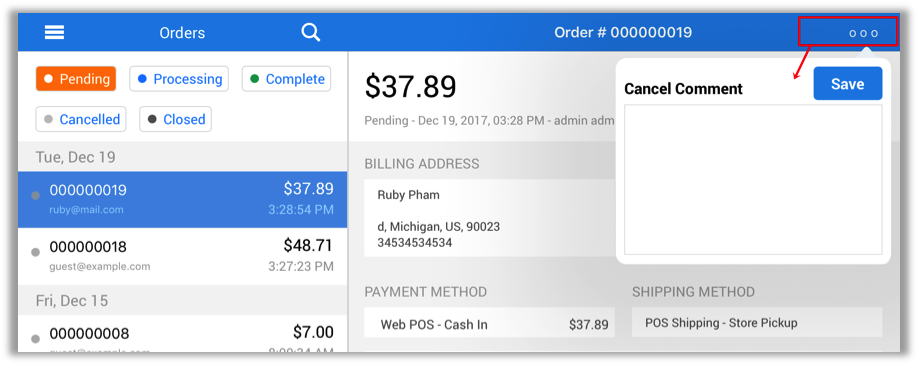 Orders
Order # 000000019
Pending
Processing
Complete
Cancelled
Closed
Tue, Dec 19
000000019
$37.89
ruby@mail.com
3:28:54 PM
000000018
$48.71
guest@example.com
3:27:23 PM
Fri, Dec 15
000000008
$7.00
$37.89
Pending - Dec 19, 2017, 03:28 PM - admin adm
BILLING ADDRESS
Ruby Pham
d, Michigan, US, 90023
34534534534
PAYMENT METHOD
Web POS - Cash In
$37.89
SHIPPING METHOD
POS Shipping - Store Pickup
Cancel Comment
Save